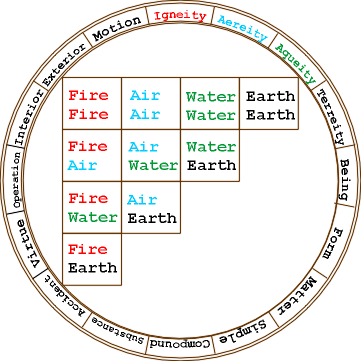 Igneity
Aereity
Aqueity
Terreity
Being
Form
Matter
Simple
Compound
Substance
Accident
Virtue
Operation
Interior
Exterior
Motion
Fire Air Water Earth
Fire Air Water Earth
Fire Air Water
Air Water Earth
Fire Air
Water Earth
Fire
Earth